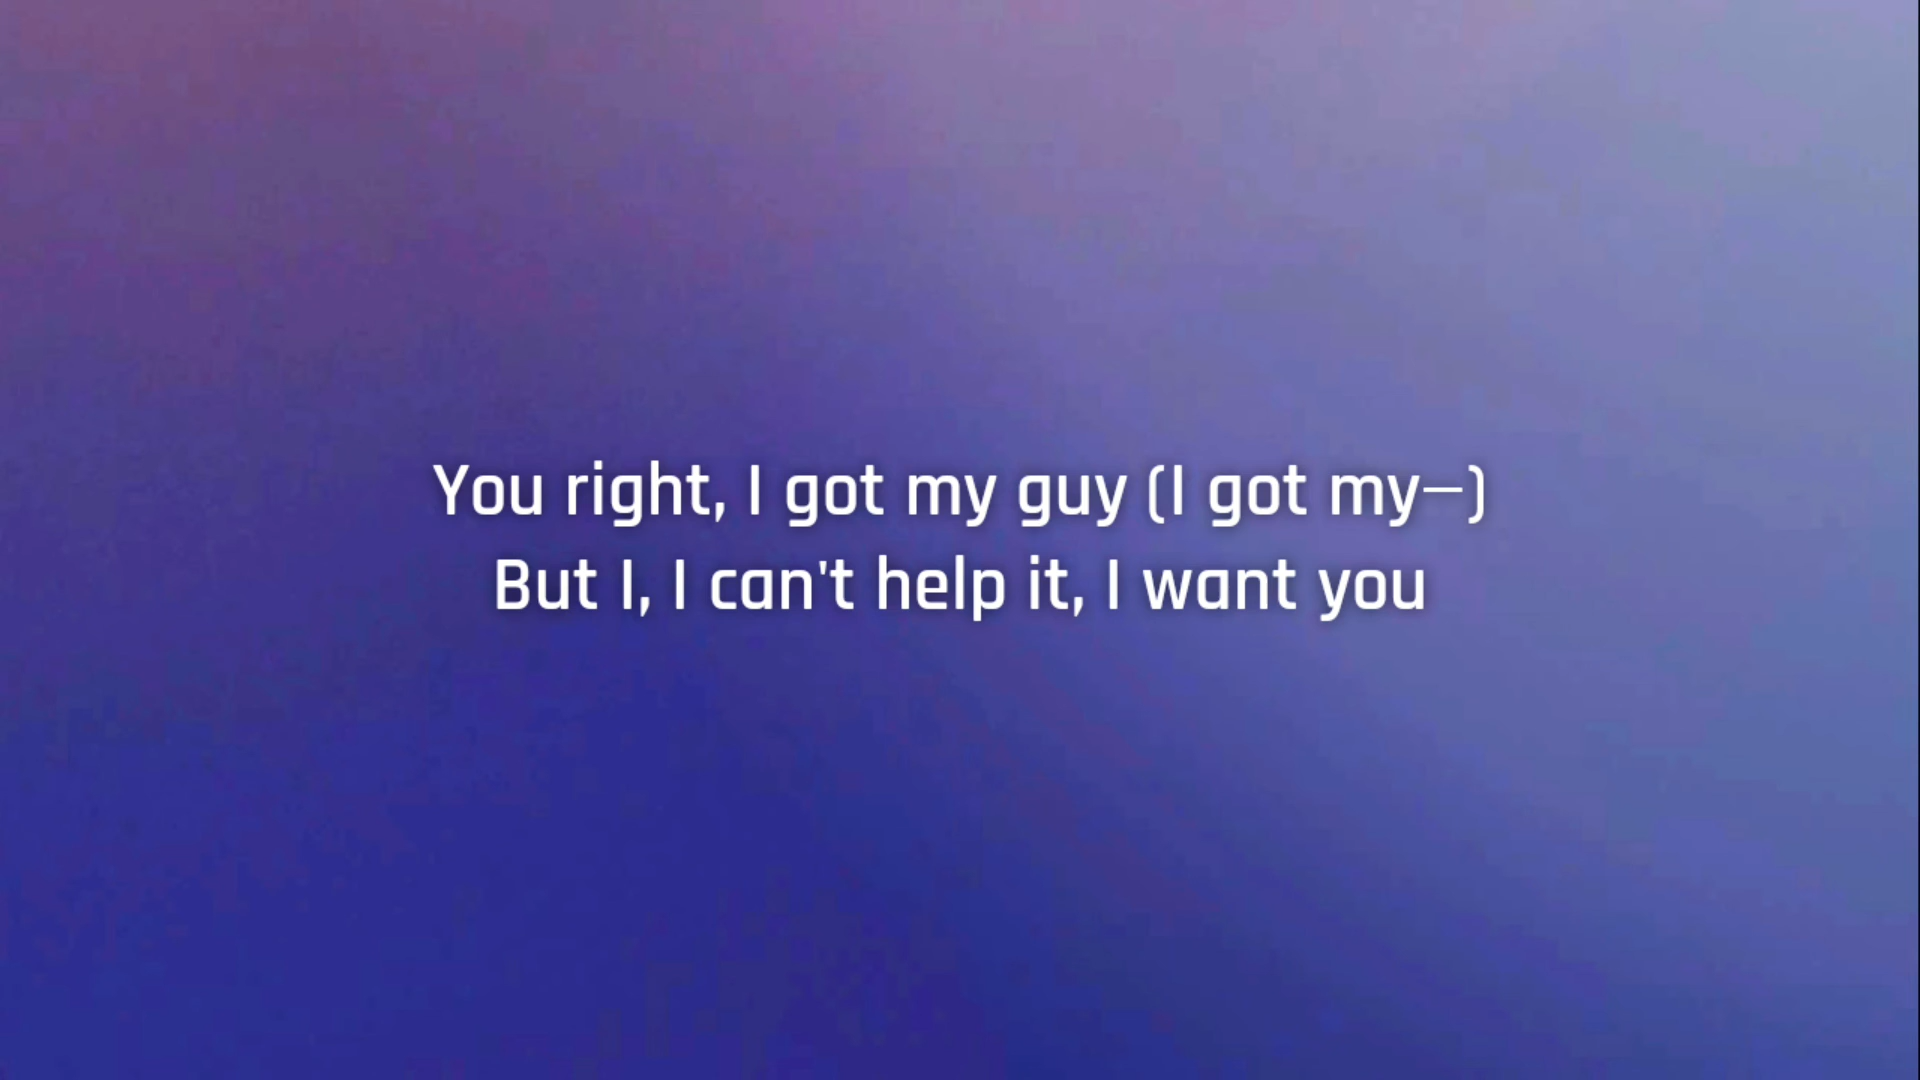 You right, I got my guy (I got my—)
But I, I can't help it, I want you